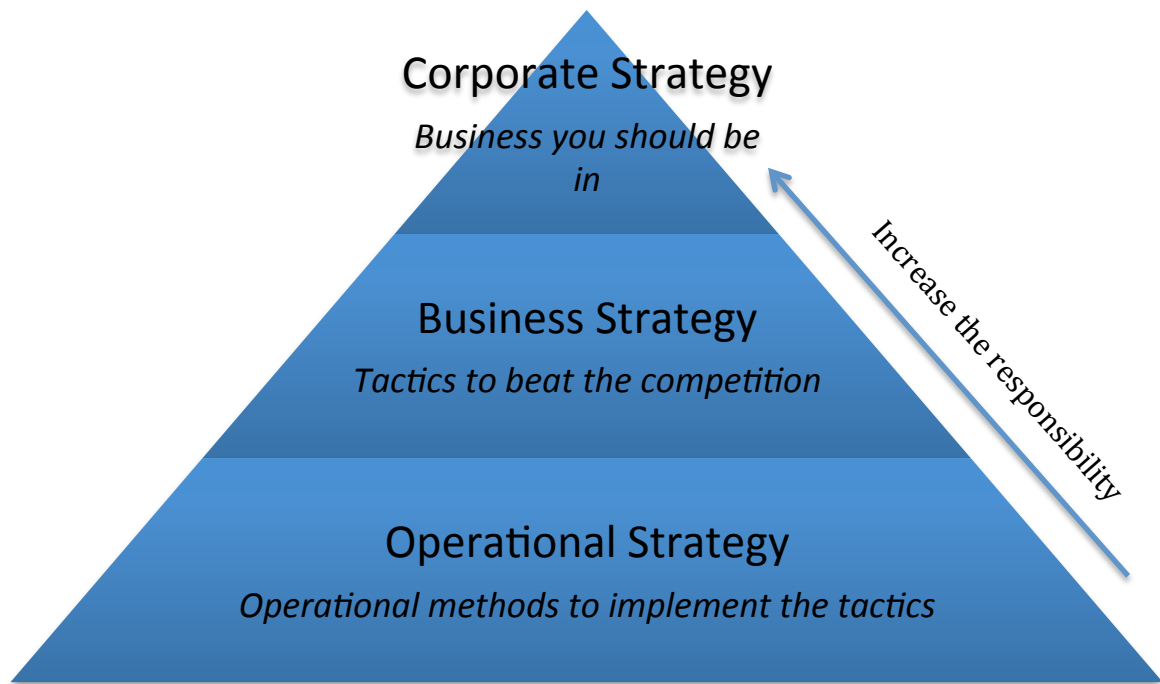 Corporate Strategy
Business you should be
in
Increase the responsibility
Business Strategy
Tactics to beat the competition
Operational Strategy
Operational methods to implement the tactics